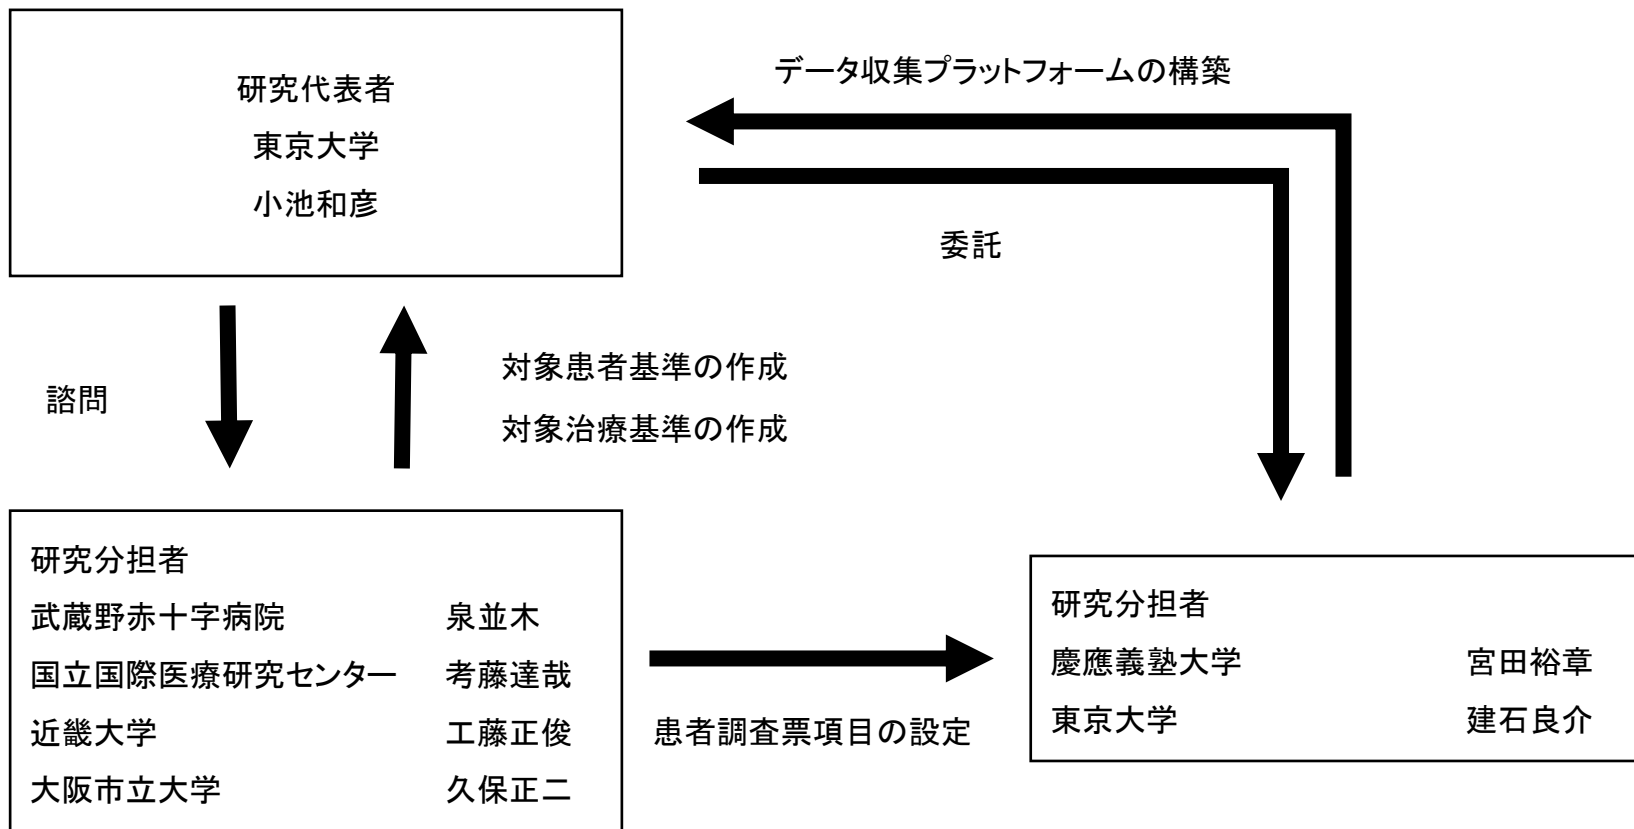 研究代表者
東京大学
小池和彦
データ収集プラットフォームの構築
委託
諮問
対象患者基準の作成
対象治療基準の作成
研究分担者
武蔵野赤十字病院 泉並木
国立国際医療研究センター 考藤達哉
近畿大学 工藤正俊
大阪市立大学 久保正二
患者調査票項目の設定
研究分担者
慶應義塾大学 宮田裕章
東京大学 建石良介